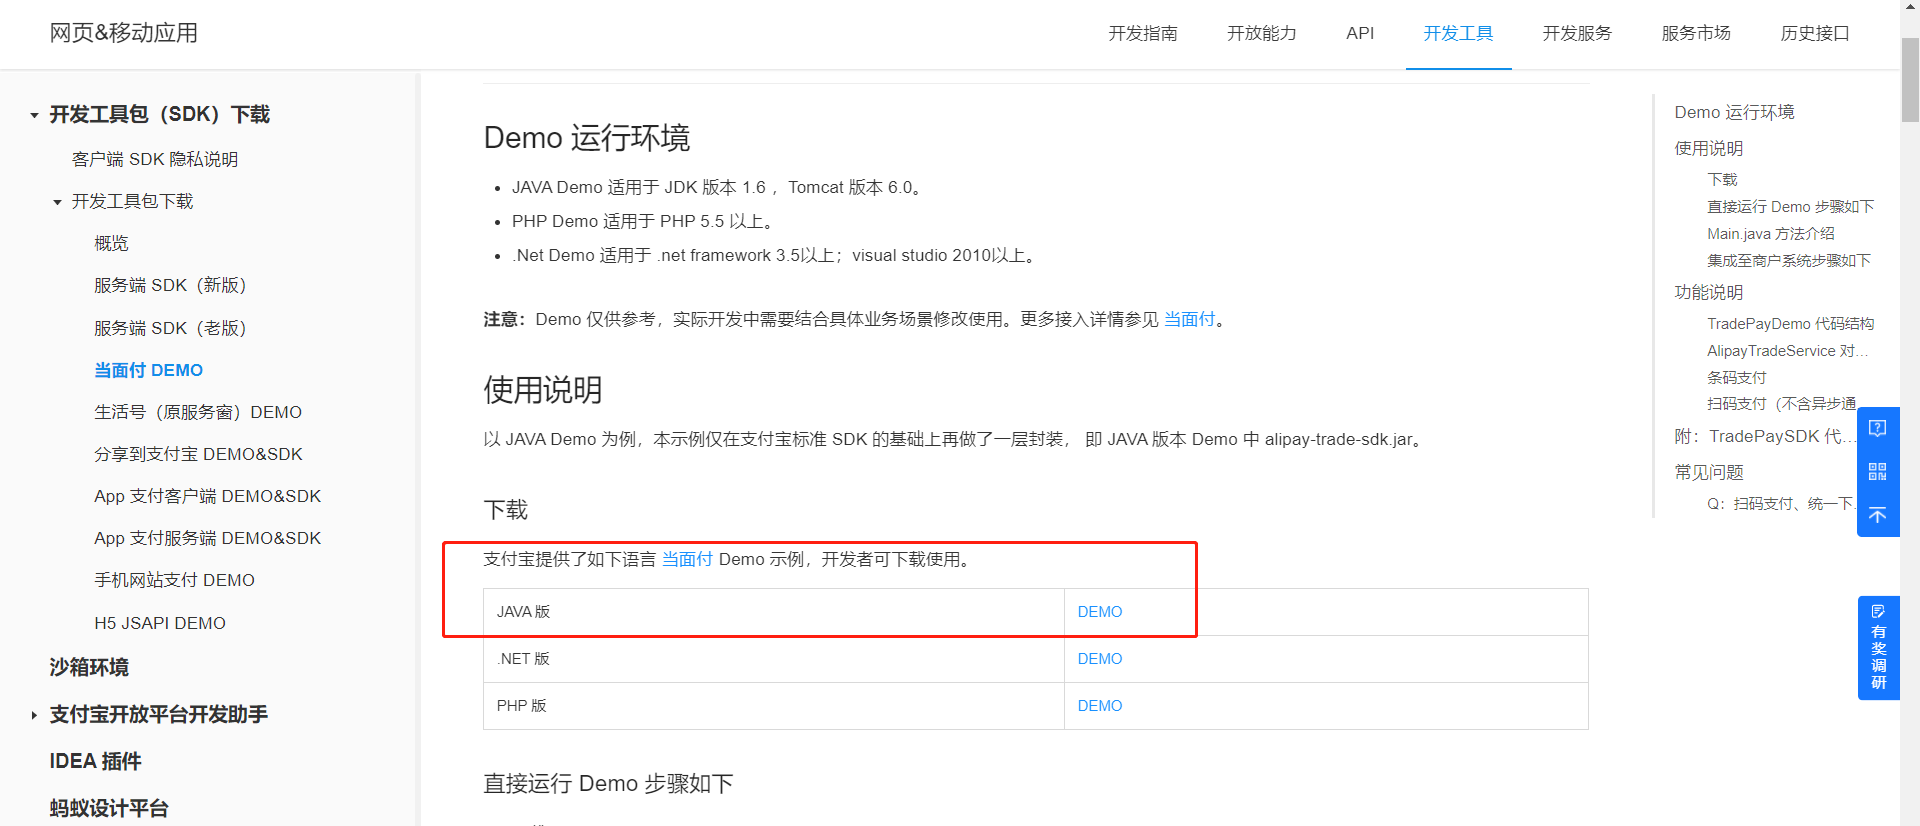 网页&移动应用
开发指南
开放能力
API
开发工具
开发服务
服务市场
历史接口
开发工具包（SDK）下载
客户端 SDK 隐私说明
开发工具包下载
概览
服务端 SDK（新版）
服务端 SDK（老版）
当面付 DEMO
生活号（原服务窗）DEMO
分享到支付宝 DEMO&SDK
App 支付客户端 DEMO&SDK
App 支付服务端 DEMO&SDK
手机网站支付 DEMO
H5 JSAPI DEMO
沙箱环境
支付宝开放平台开发助手
IDEA 插件
蚂蚁设计平台
Demo 运行环境
JAVA Demo 适用于 JDK 版本 1.6 ，Tomcat 版本 6.0。
PHP Demo 适用于 PHP 5.5 以上。
.Net Demo 适用于 .net framework 3.5以上；visual studio 2010以上。
注意：Demo 仅供参考，实际开发中需要结合具体业务场景修改使用。更多接入详情参见 当面付。
使用说明
以 JAVA Demo 为例，本示例仅在支付宝标准 SDK 的基础上再做了一层封装， 即 JAVA 版本 Demo 中 alipay-trade-sdk.jar。
下载
支付宝提供了如下语言 当面付 Demo 示例，开发者可下载使用。
JAVA 版 DEMO
.NET 版 DEMO
PHP 版 DEMO
直接运行 Demo 步骤如下
Demo 运行环境
使用说明
下载
直接运行 Demo 步骤如下
Main.java 方法介绍
集成至商户系统步骤如下
功能说明
TradePayDemo 代码结构
AlipayTradeService 对…
条码支付
扫码支付（不含异步通
附：TradePaySDK 代…
常见问题
Q：扫码支付、统一下…
有奖调研